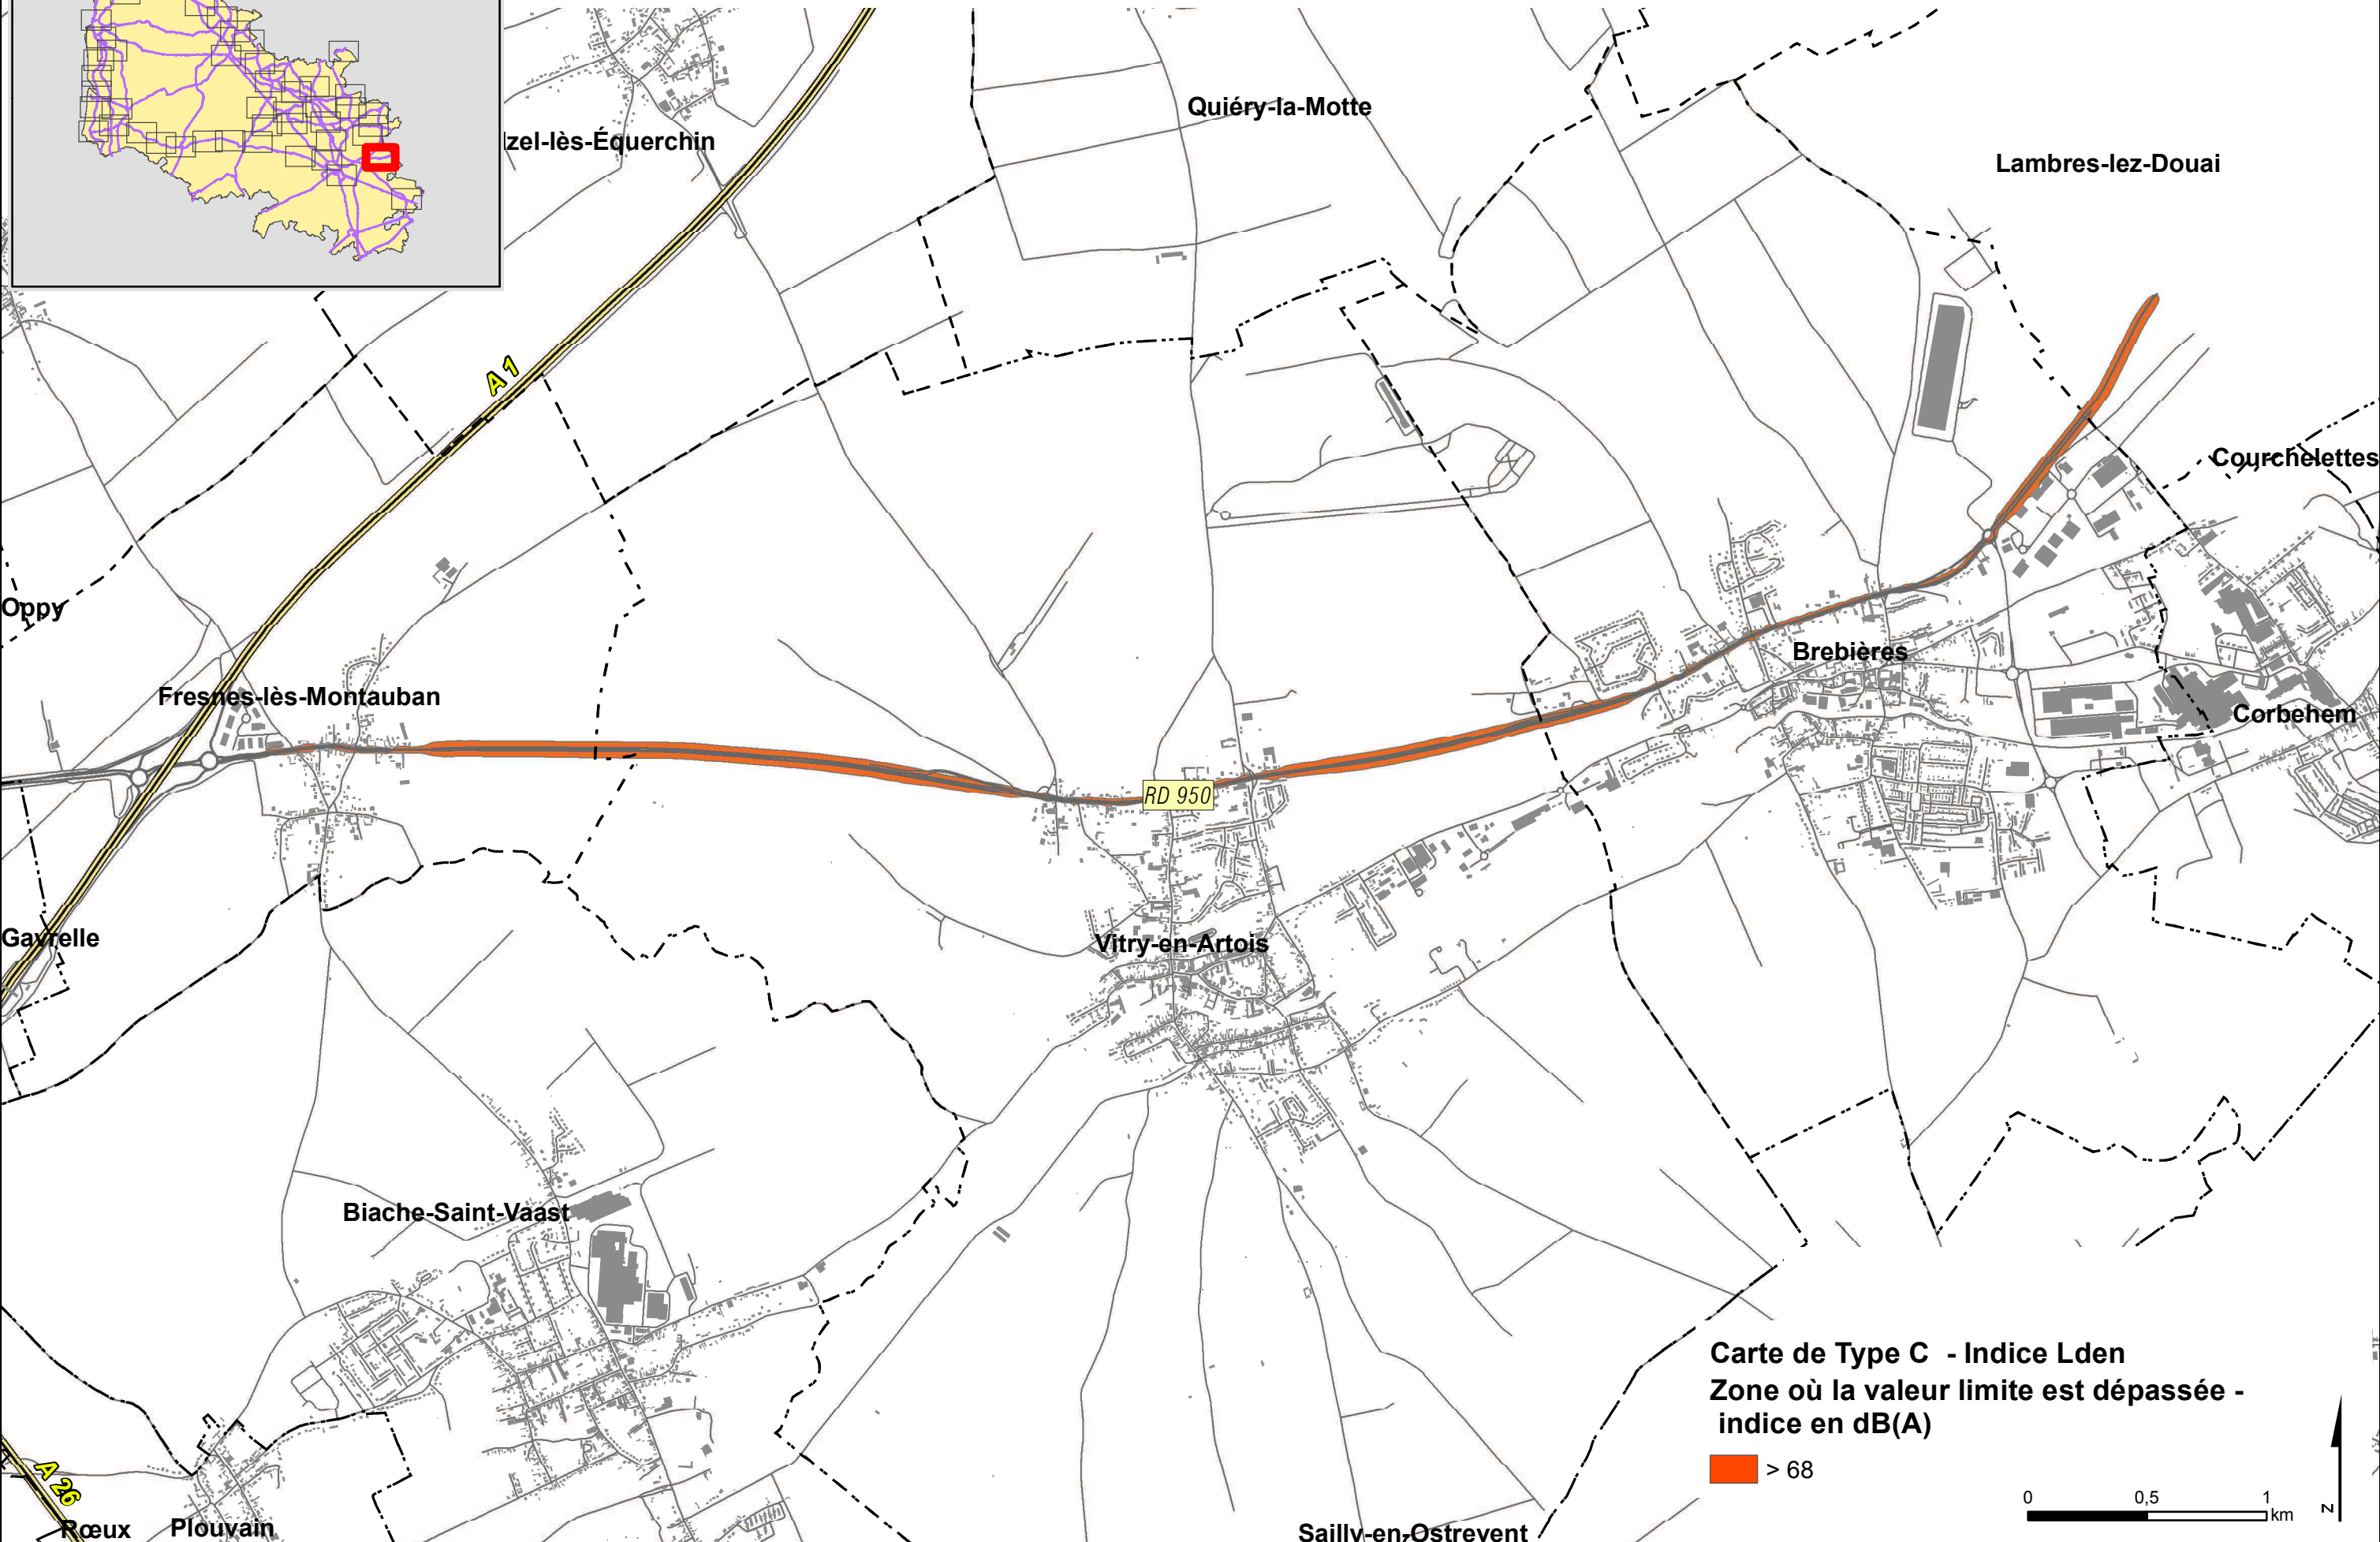 Quiéry-la-Motte
Izel-lès-Équerchin
Lambres-lez-Douai
A 1
Courchelettes
Oppy
Brebières
Fresnes-lès-Montauban
Corbehem
RD 950
Gavrelle
Vitry-en-Artois
Biache-Saint-Vaast
Carte de Type C - Indice Lden
Zone où la valeur limite est dépassée -
indice en dB(A)
> 68
A 26
0 0,5 1
km
N
Rœux
Plouvain
Sailly-en-Ostrevent